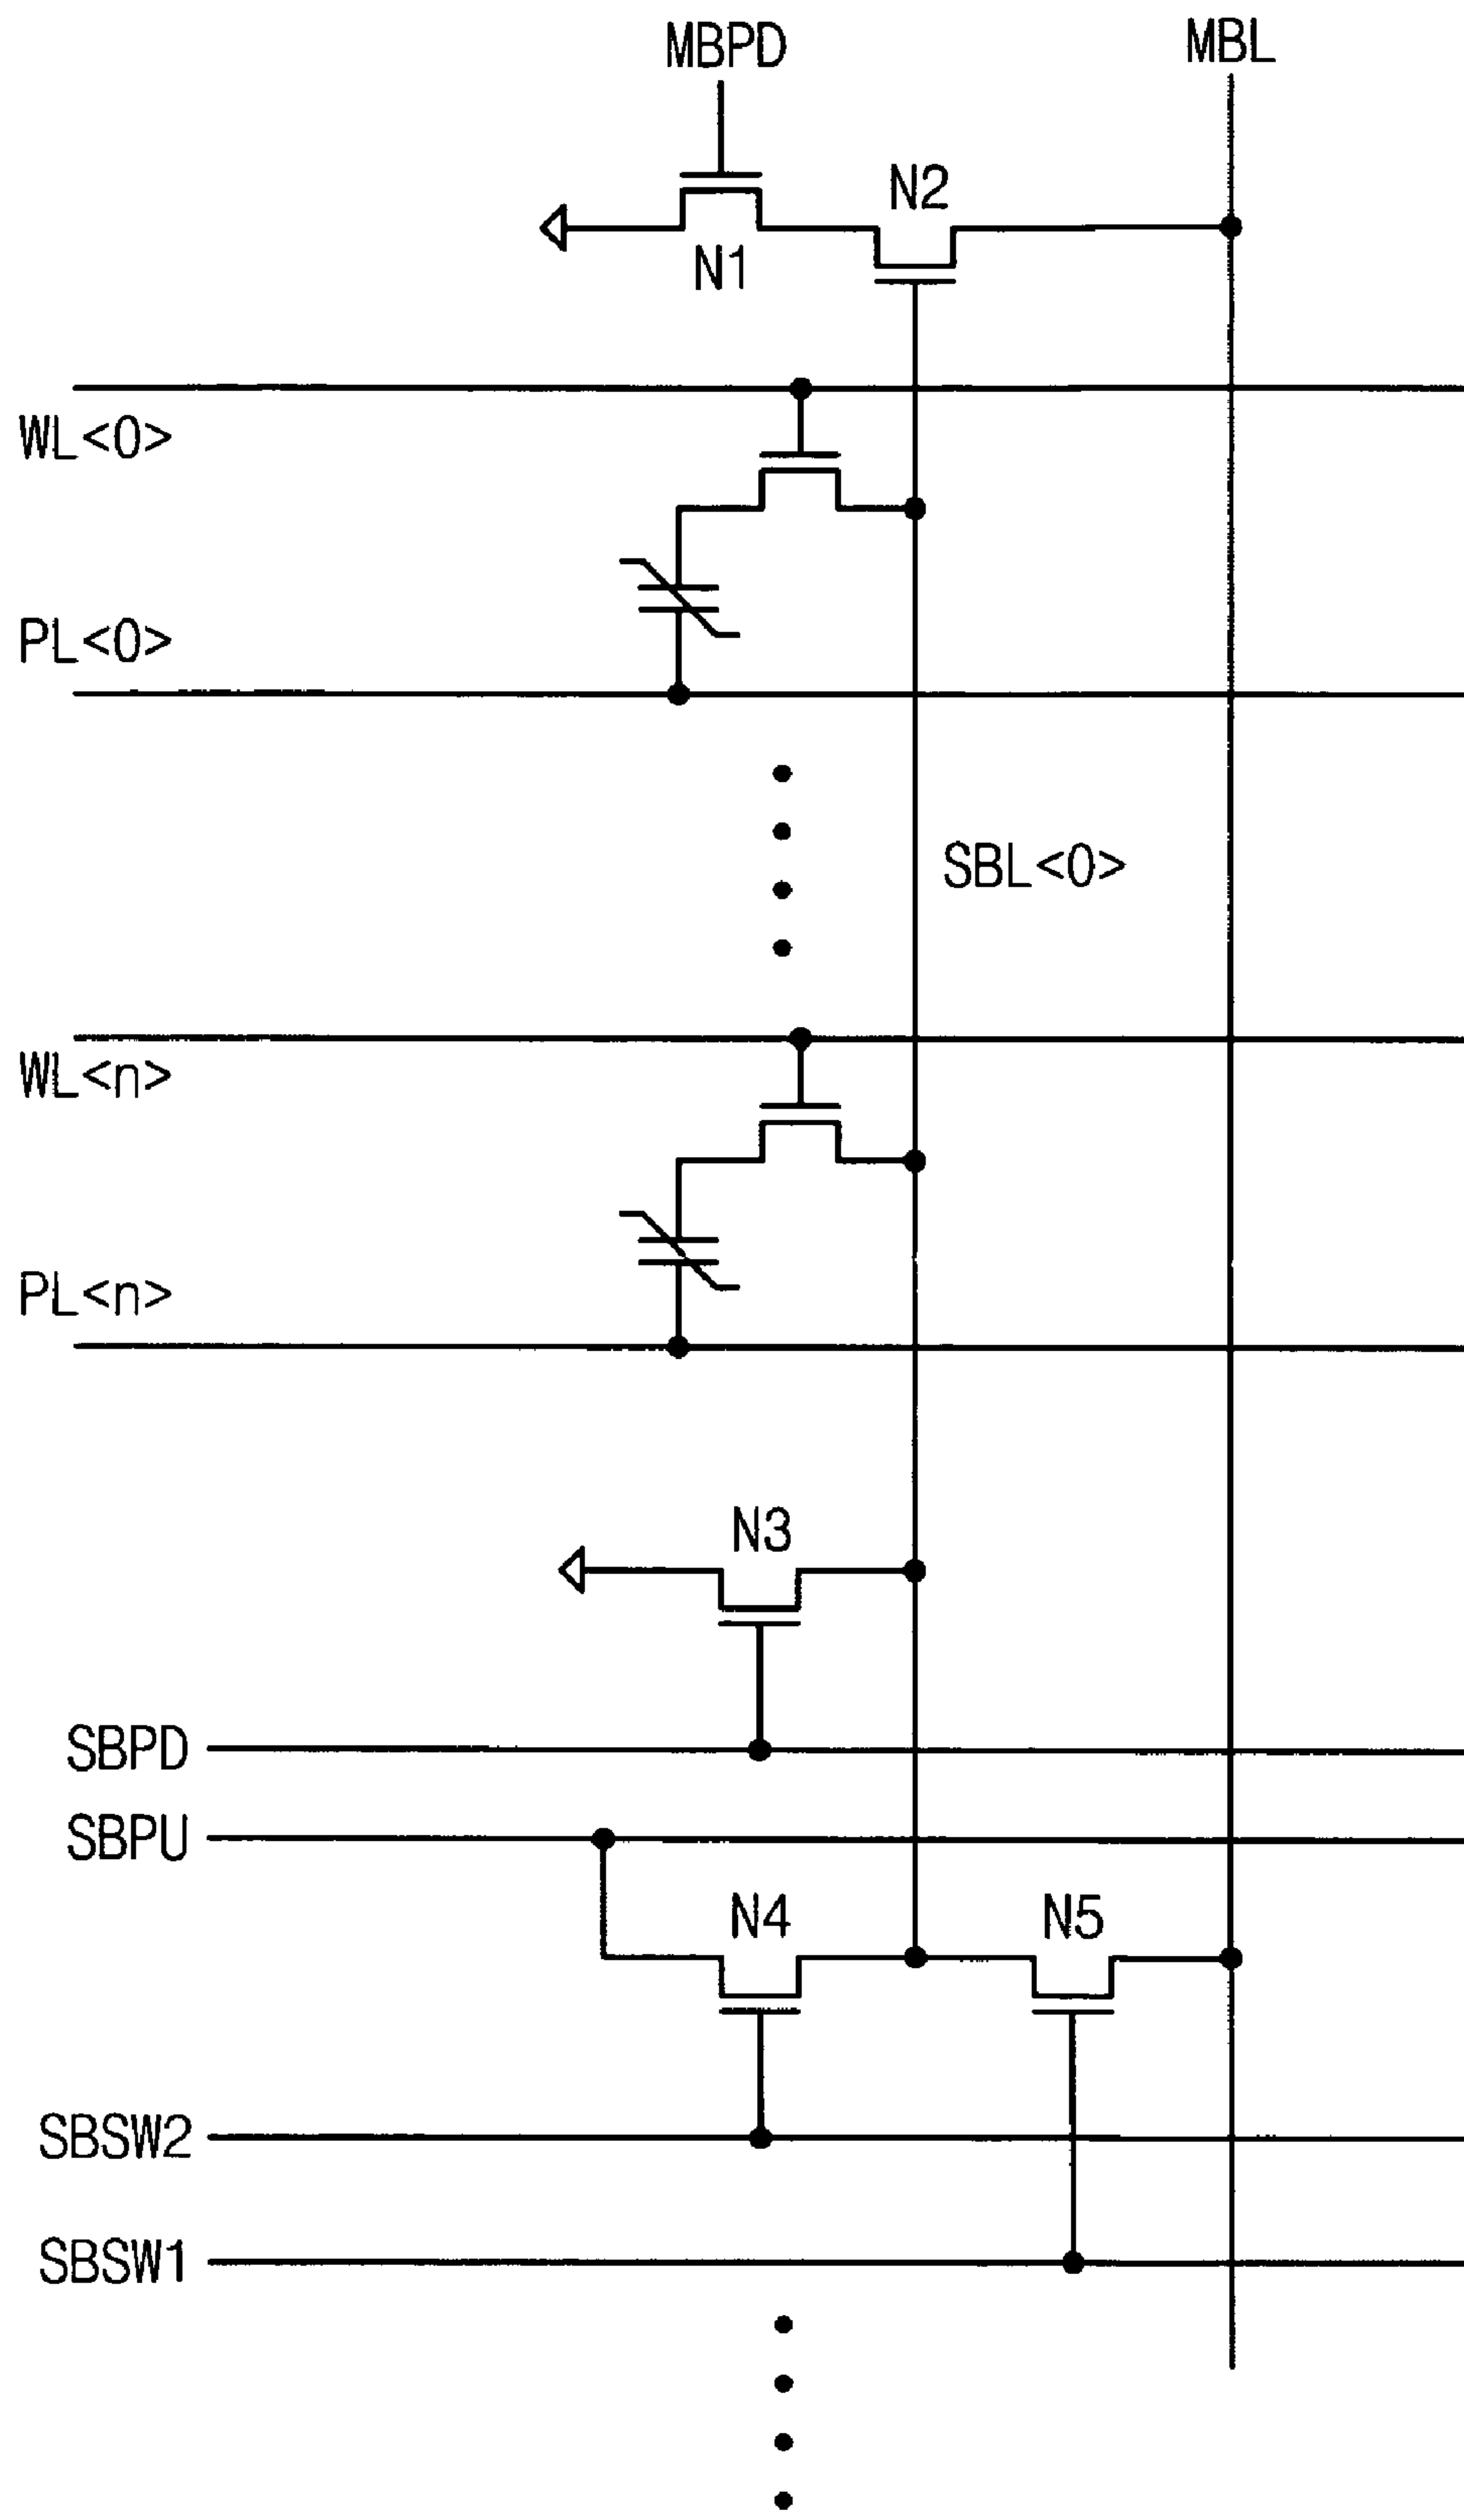 MBPD
MBL
N2
N1
WL<0>
PL<0>
SBL<0>
WL<n>
PL<n>
N3
SBPD
SBPU
N4
N5
SBSW2
SBSW1